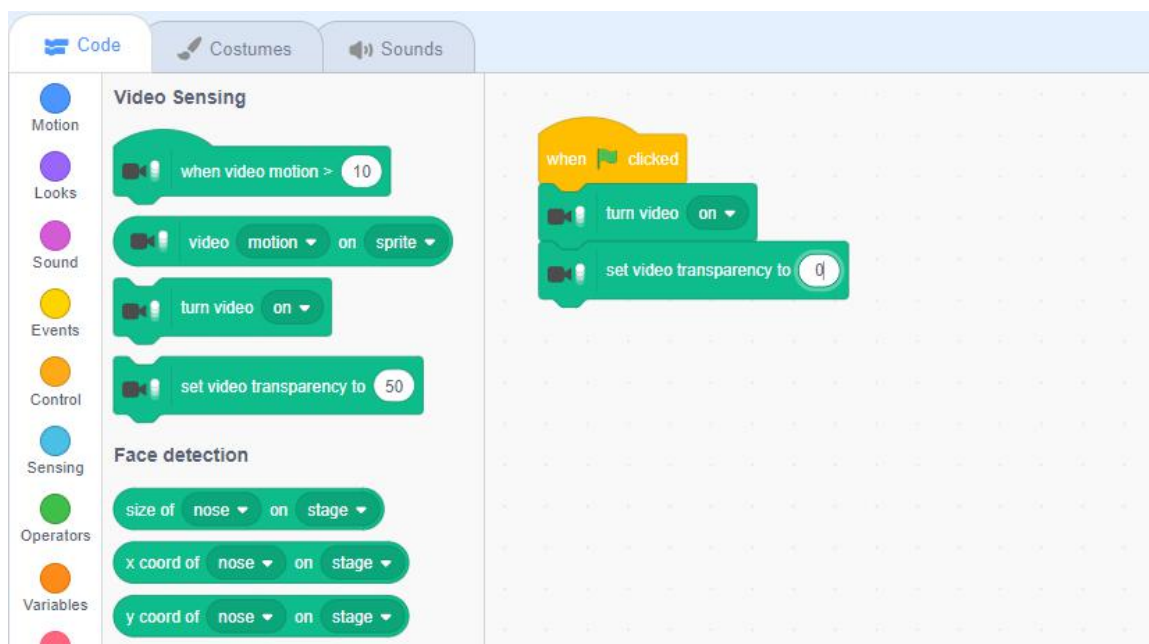 Code
Costumes
Sounds
Motion
Looks
Sound
Events
Control
Sensing
Operators
Variables
Video Sensing
when video motion > 10
video motion on sprite
turn video on
set video transparency to 50
Face detection
size of nose on stage
x coord of nose on stage
y coord of nose on stage
when clicked
turn video on
set video transparency to 0